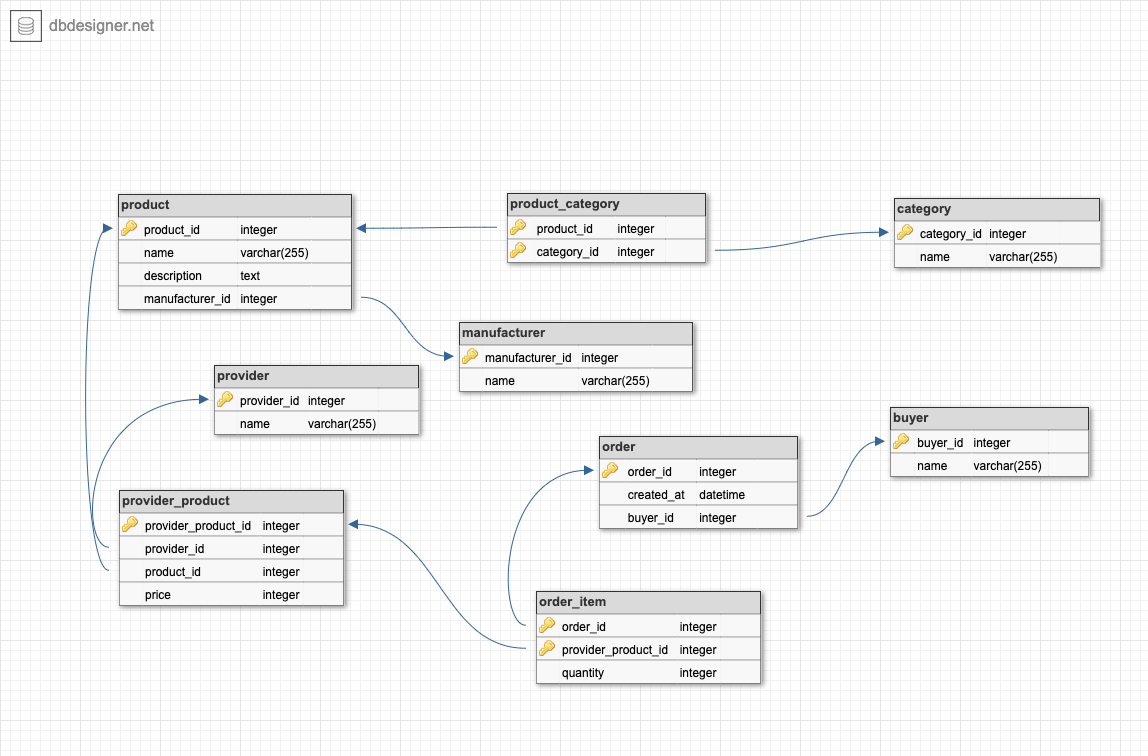 dbdesigner.net
product
product_id integer
name varchar(255)
description text
manufacturer_id integer
product_category
product_id integer
category_id integer
category
category_id integer
name varchar(255)
manufacturer
manufacturer_id integer
name varchar(255)
provider
provider_id integer
name varchar(255)
buyer
buyer_id integer
name varchar(255)
order
order_id integer
created_at datetime
buyer_id integer
provider_product
provider_product_id integer
provider_id integer
product_id integer
price integer
order_item
order_id integer
provider_product_id integer
quantity integer